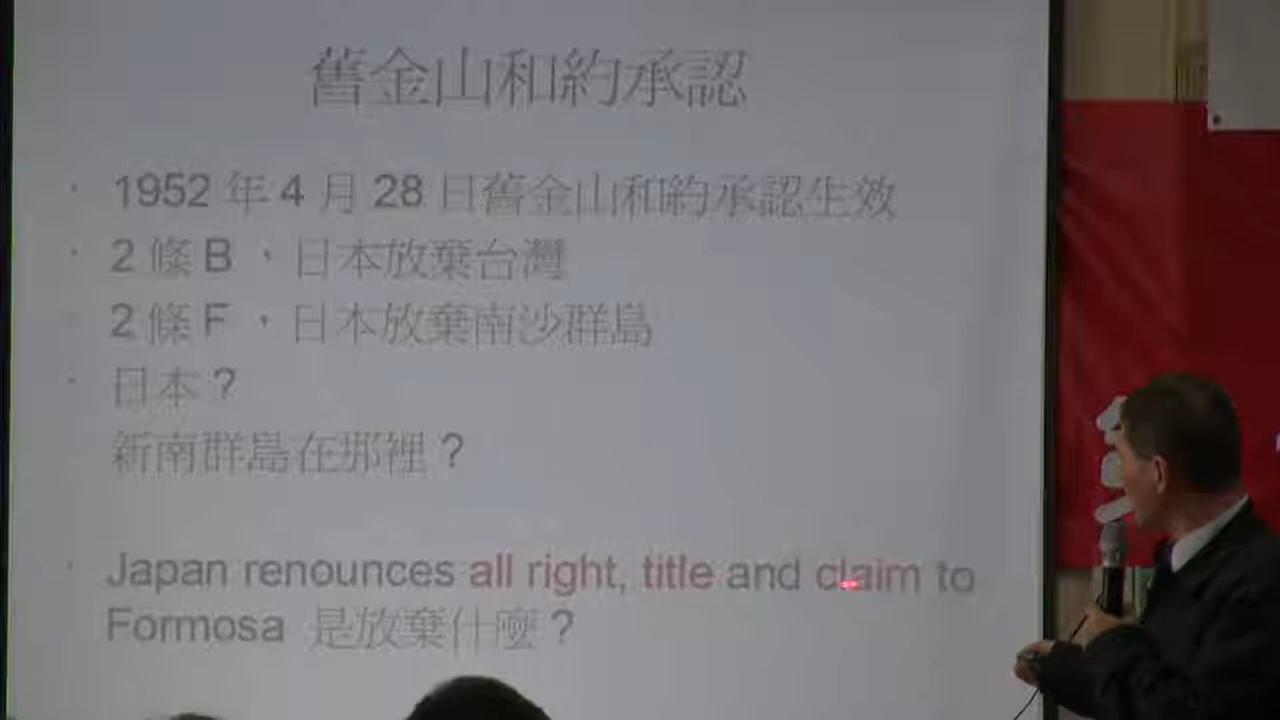 舊金山和約承認
1952 年 4 月 28 日舊金山和約承認生效
2 條 B ，日本放棄台灣
2 條 F ，日本放棄南沙群島
日本？
新南群島在那裡？
Japan renounces all right, title and claim to
Formosa 是放棄什麼？